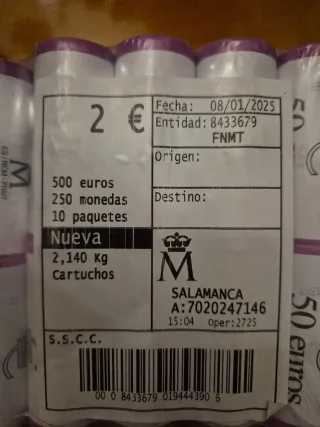 2 €
Fecha: 08/01/2025
Entidad: 8433679
FNMT
Origen:
500 euros
250 monedas
10 paquetes
Destino:
Nueva
2,140 Kg
Cartuchos
M
SALAMANCA
A:7020247146
15:04 Oper:2725
S.S.C.C.
00 0 8433679 019444390 6
50
50 euros
M